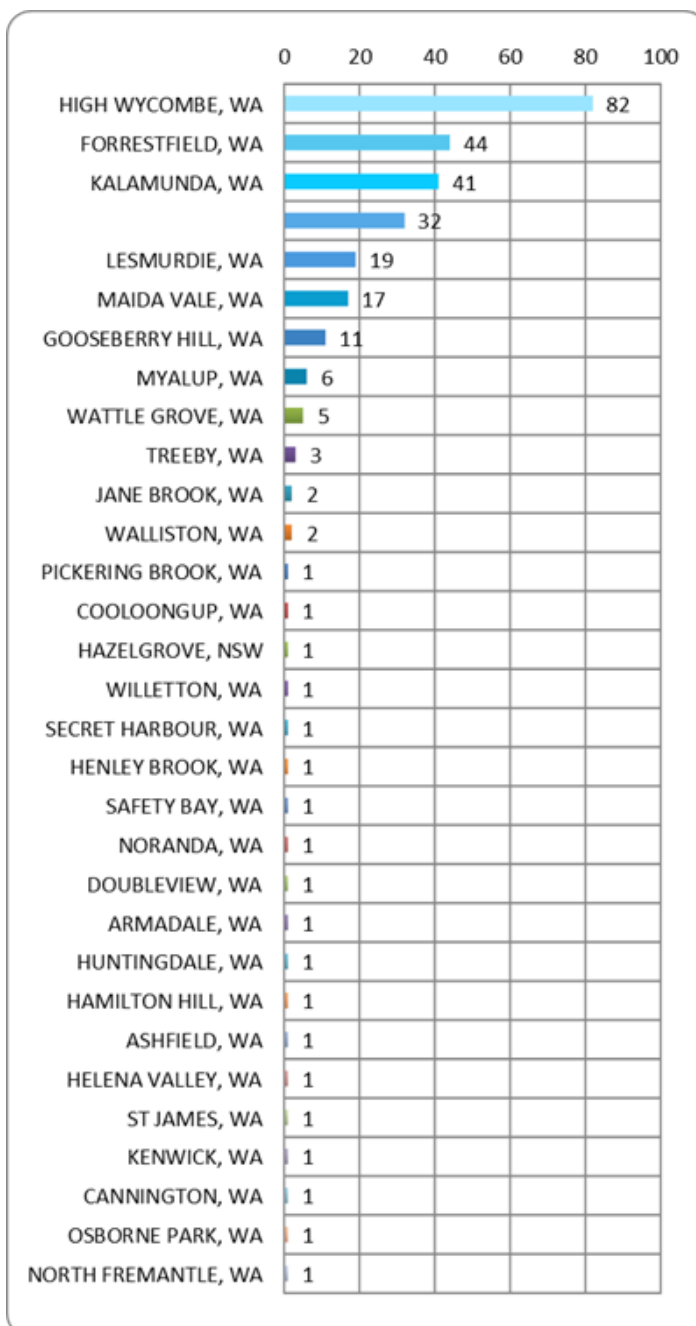 0 20 40 60 80 100
HIGH WYCOMBE, WA 82
FORRESTFIELD, WA 44
KALAMUNDA, WA 41
32
LESMURDIE, WA 19
MAIDA VALE, WA 17
GOOSEBERRY HILL, WA 11
MYALUP, WA 6
WATTLE GROVE, WA 5
TREEBY, WA 3
JANE BROOK, WA 2
WALLISTON, WA 2
PICKERING BROOK, WA 1
COOLOONGUP, WA 1
HAZELGROVE, NSW 1
WILLETTON, WA 1
SECRET HARBOUR, WA 1
HENLEY BROOK, WA 1
SAFETY BAY, WA 1
NORANDA, WA 1
DOUBLEVIEW, WA 1
ARMADALE, WA 1
HUNTINGDALE, WA 1
HAMILTON HILL, WA 1
ASHFIELD, WA 1
HELENA VALLEY, WA 1
ST JAMES, WA 1
KENWICK, WA 1
CANNINGTON, WA 1
OSBORNE PARK, WA 1
NORTH FREMANTLE, WA 1